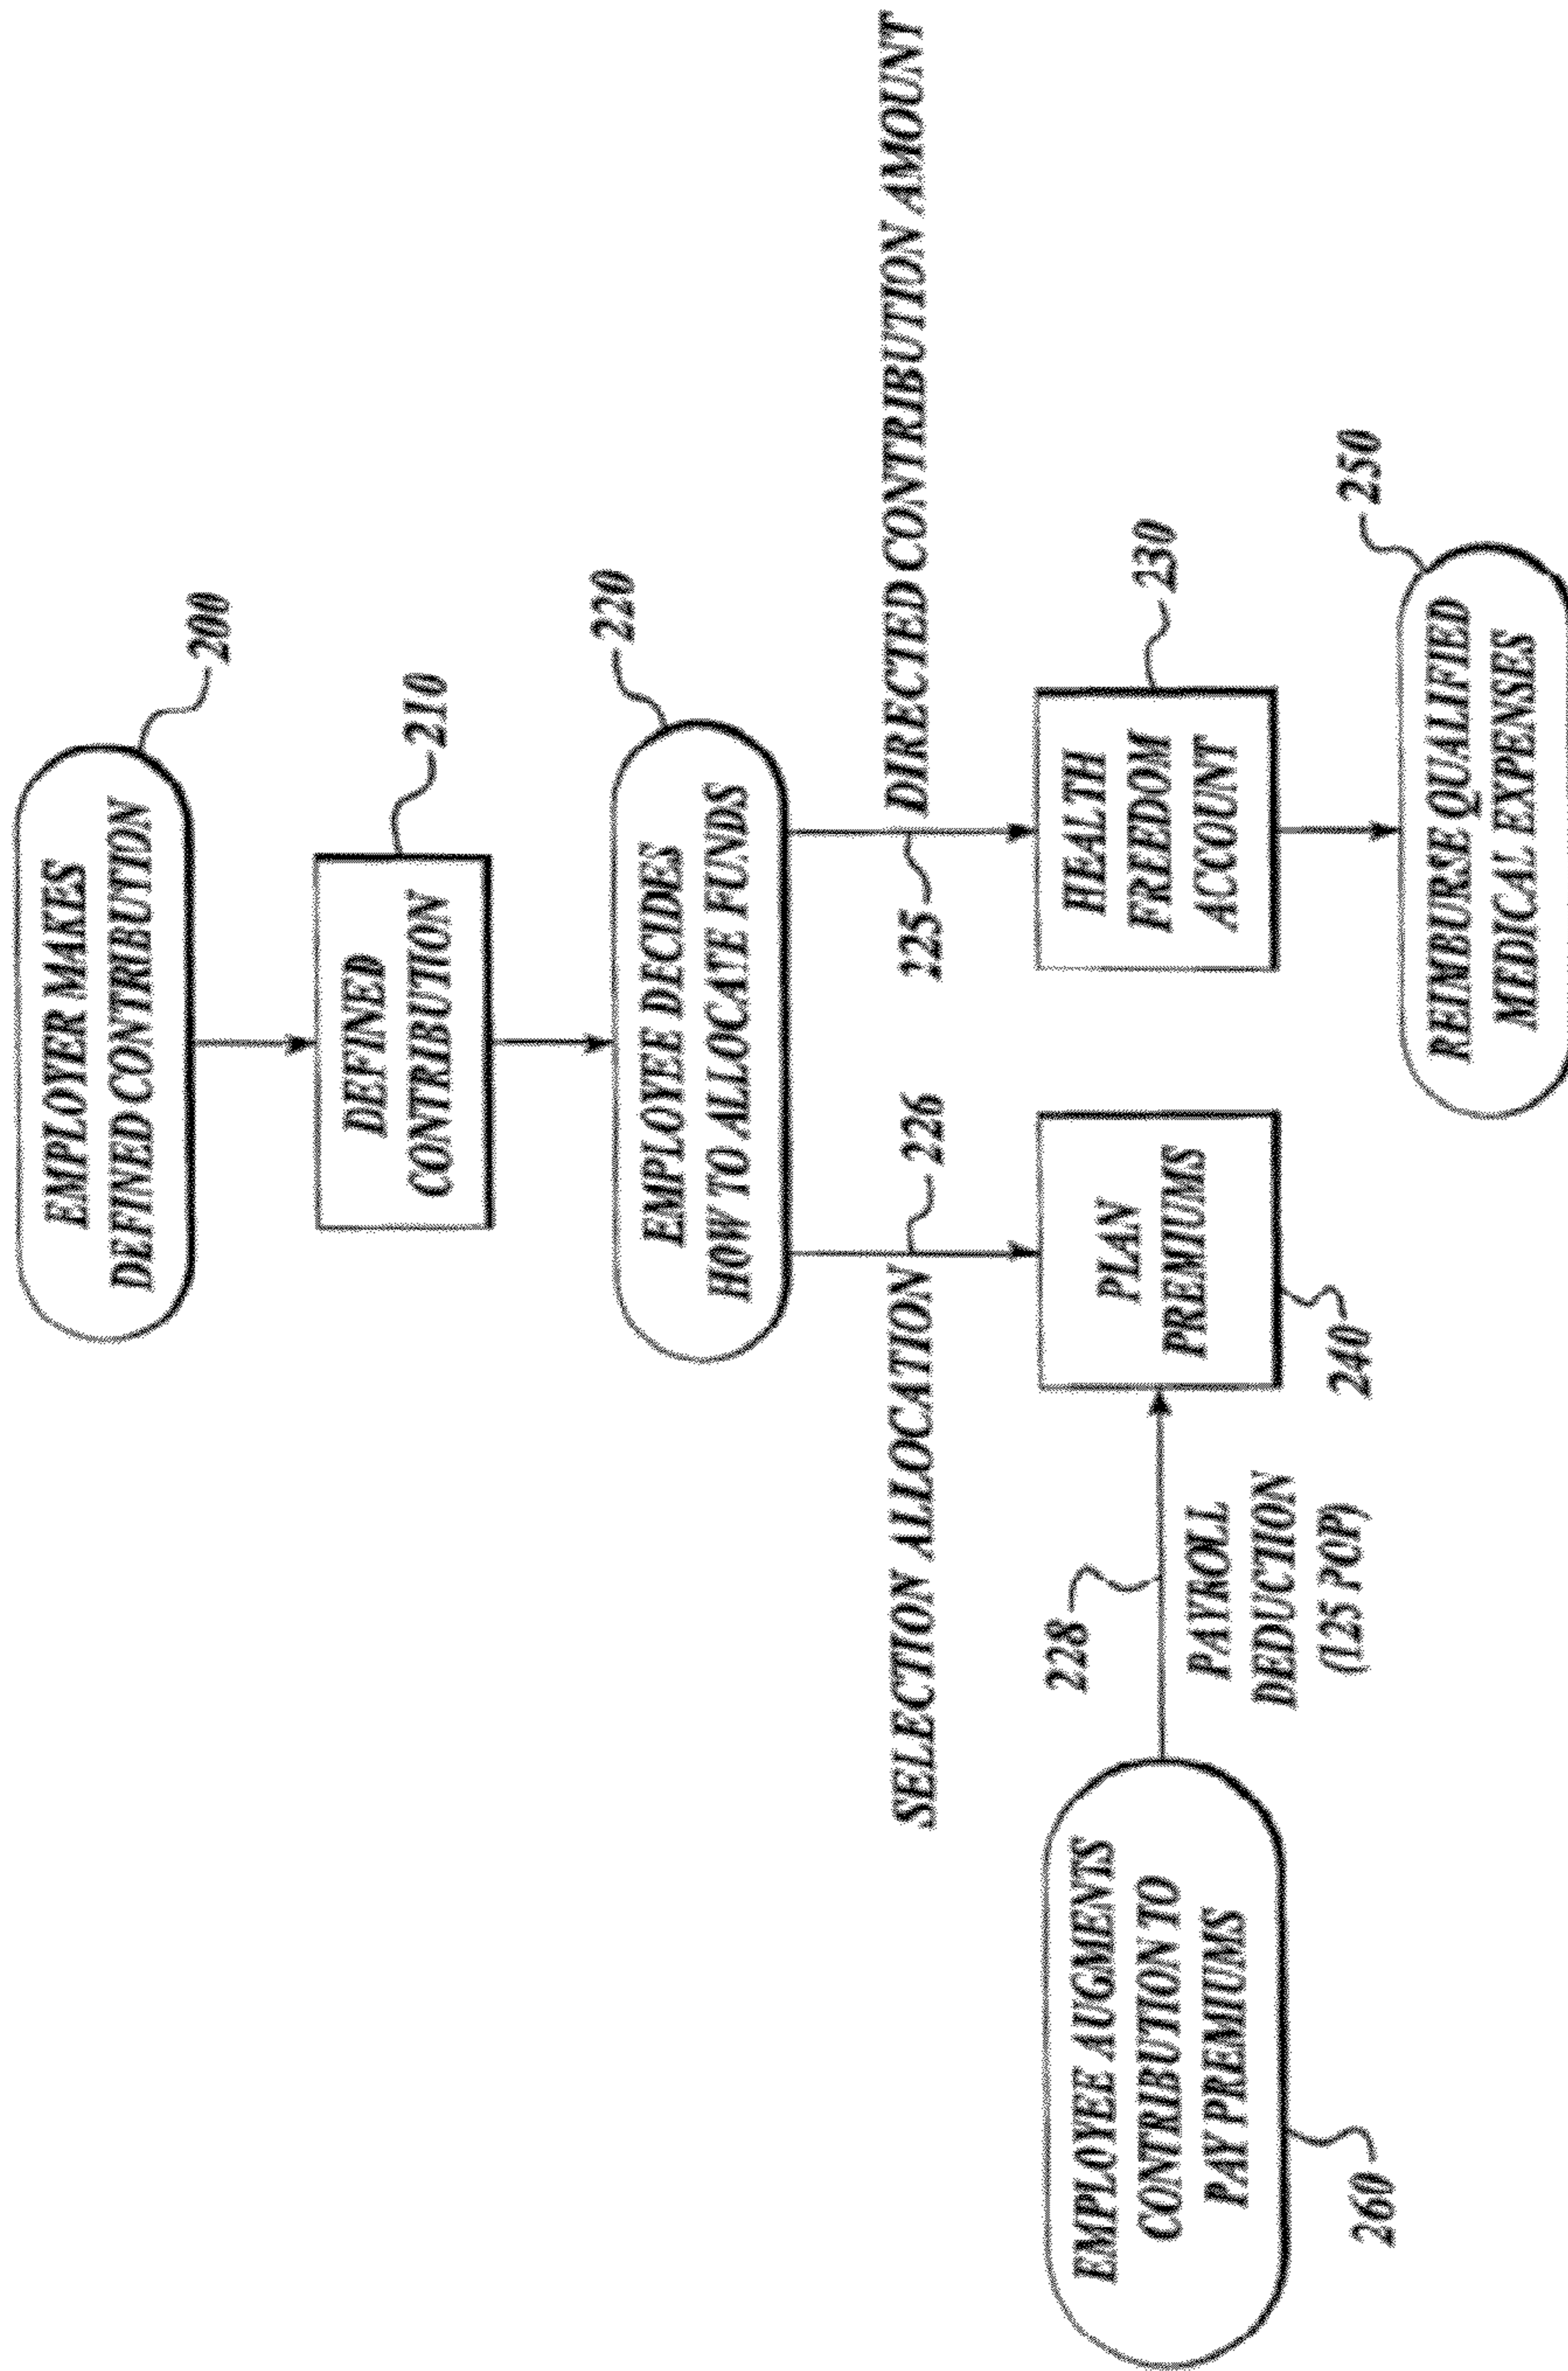 EMPLOYER MAKES
DEFINED CONTRIBUTION
200
DEFINED
CONTRIBUTION
210
EMPLOYEE DECIDES
HOW TO ALLOCATE FUNDS
220
SELECTION ALLOCATION
226
225
DIRECTED CONTRIBUTION AMOUNT
EMPLOYEE AUGMENTS
CONTRIBUTION TO
PAY PREMIUMS
260
228
PAYROLL
DEDUCTION
(125 POP)
PLAN
PREMIUMS
240
HEALTH
FREEDOM
ACCOUNT
230
REIMBURSE QUALIFIED
MEDICAL EXPENSES
250